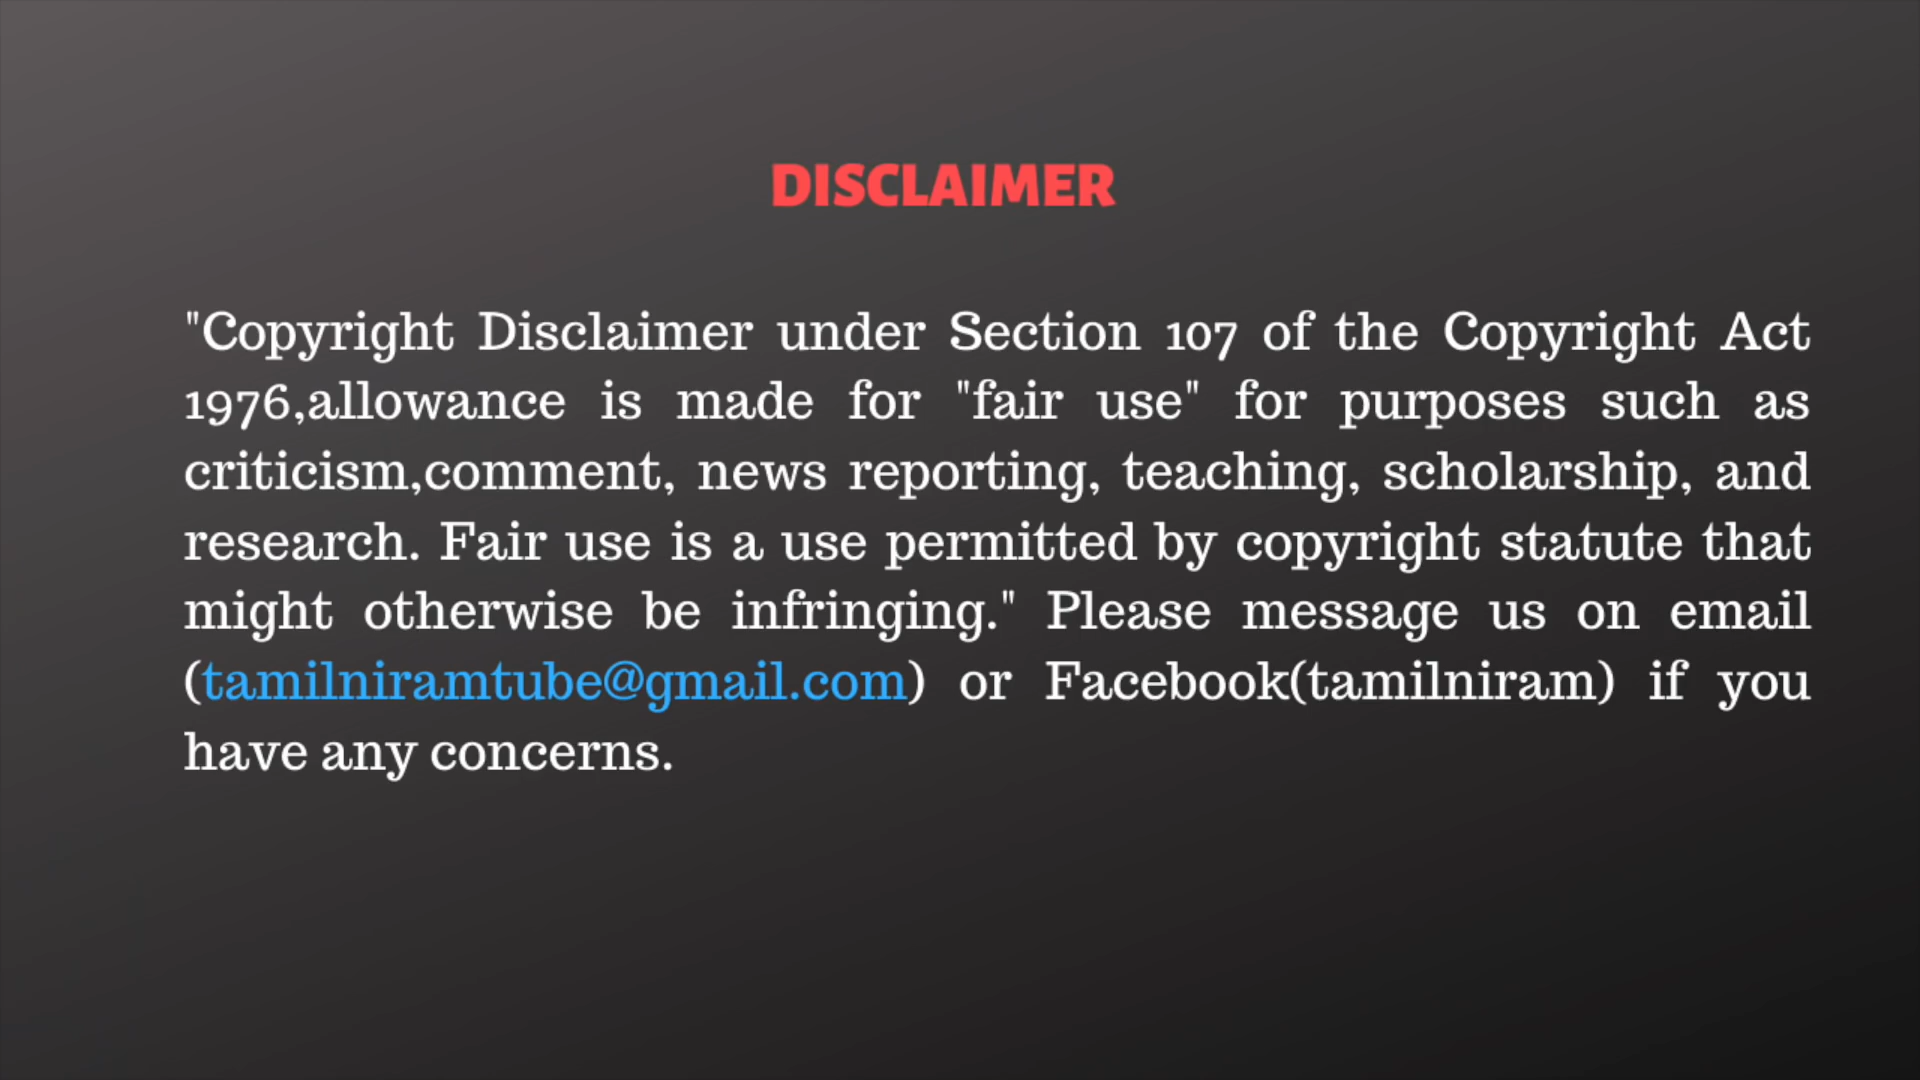 DISCLAIMER
"Copyright Disclaimer under Section 107 of the Copyright Act
1976,allowance is made for "fair use" for purposes such as
criticism,comment, news reporting, teaching, scholarship, and
research. Fair use is a use permitted by copyright statute that
might otherwise be infringing." Please message us on email
(tamilniramtube@gmail.com) or Facebook(tamilniram) if you
have any concerns.